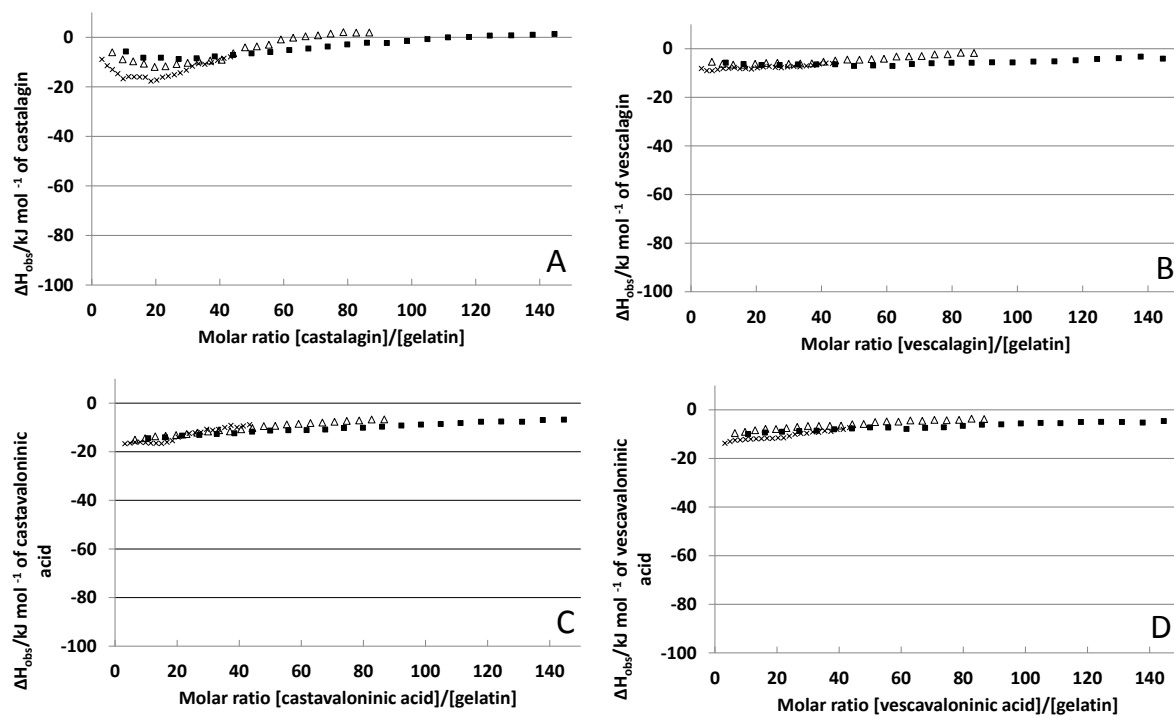 0
-20
-40
-60
-80
-100
ΔHobs/kJ mol -1 of castalagin
A
0 20 40 60 80 100 120 140
Molar ratio [castalagin]/[gelatin]
0
-20
-40
-60
-80
-100
ΔHobs/kJ mol -1 of vescalagin
B
0 20 40 60 80 100 120 140
Molar ratio [vescalagin]/[gelatin]
0
-20
-40
-60
-80
-100
ΔHobs/kJ mol -1 of castavaloninic
acid
C
0 20 40 60 80 100 120 140
Molar ratio [castavaloninic acid]/[gelatin]
0
-20
-40
-60
-80
-100
ΔHobs/kJ mol -1 of vescavaloninic
acid
D
0 20 40 60 80 100 120 140
Molar ratio [vescavaloninic acid]/[gelatin]